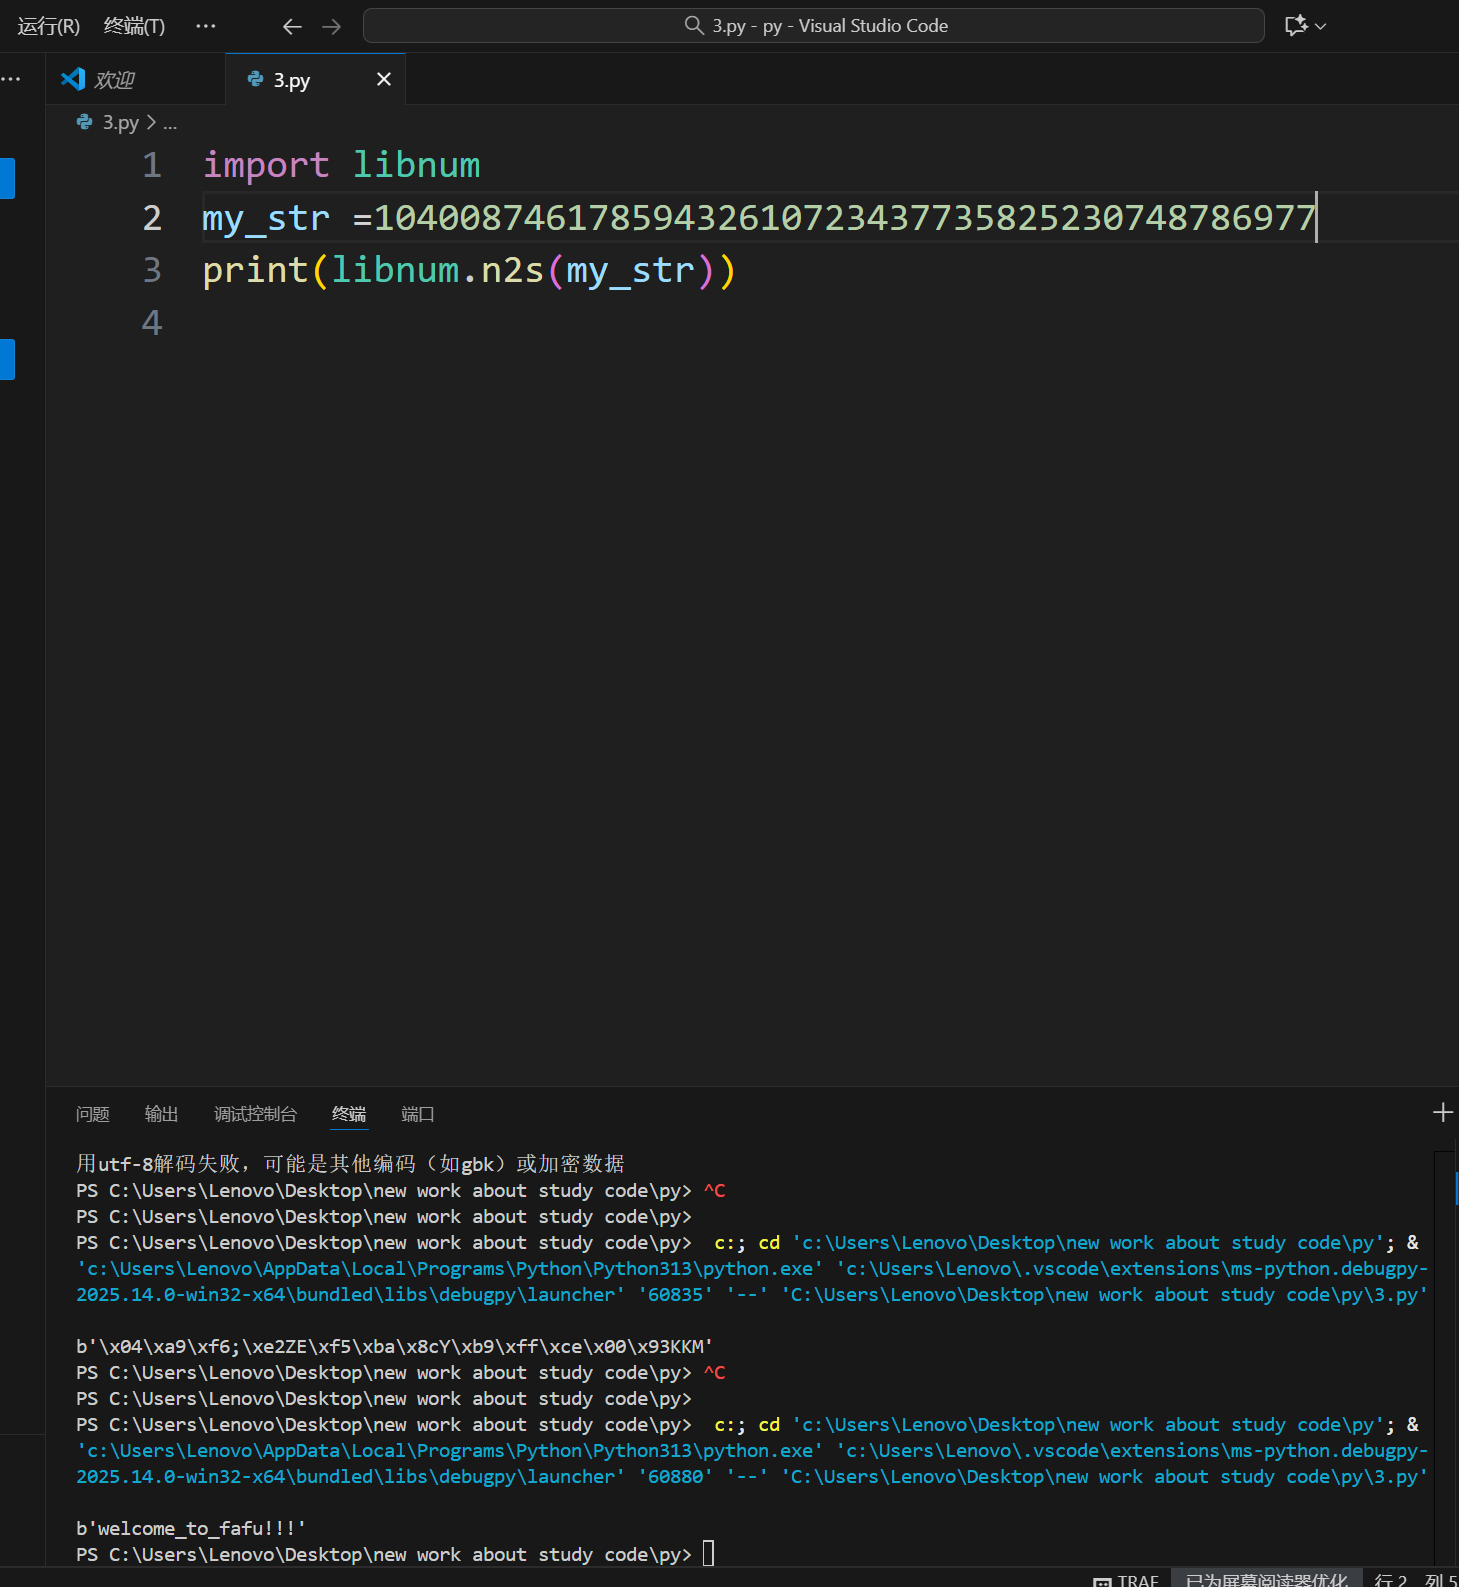 运行(R) 终端(T) ··· ← → 3.py - py - Visual Studio Code
··· 欢迎 3.py ×
3.py > ...
1 import libnum
2 my_str =10400874617859432610723437735825230748786977
3 print(libnum.n2s(my_str))
4
问题 输出 调试控制台 终端 端口 +
用utf-8解码失败，可能是其他编码（如gbk）或加密数据
PS C:\Users\Lenovo\Desktop\new work about study code\py> ^C
PS C:\Users\Lenovo\Desktop\new work about study code\py>
PS C:\Users\Lenovo\Desktop\new work about study code\py>  c:; cd 'c:\Users\Lenovo\Desktop\new work about study code\py'; &
'c:\Users\Lenovo\AppData\Local\Programs\Python\Python313\python.exe' 'c:\Users\Lenovo\.vscode\extensions\ms-python.debugpy-
2025.14.0-win32-x64\bundled\libs\debugpy\launcher' '60835' '--' 'C:\Users\Lenovo\Desktop\new work about study code\py\3.py'
b'\x04\xa9\xf6;\xe2ZE\xf5\xba\x8cY\xb9\xff\xce\x00\x93KKM'
PS C:\Users\Lenovo\Desktop\new work about study code\py> ^C
PS C:\Users\Lenovo\Desktop\new work about study code\py>
PS C:\Users\Lenovo\Desktop\new work about study code\py>  c:; cd 'c:\Users\Lenovo\Desktop\new work about study code\py'; &
'c:\Users\Lenovo\AppData\Local\Programs\Python\Python313\python.exe' 'c:\Users\Lenovo\.vscode\extensions\ms-python.debugpy-
2025.14.0-win32-x64\bundled\libs\debugpy\launcher' '60880' '--' 'C:\Users\Lenovo\Desktop\new work about study code\py\3.py'
b'welcome_to_fafu!!!'
PS C:\Users\Lenovo\Desktop\new work about study code\py>
TRAE 已为屏幕阅读器优化 行 2 列 5